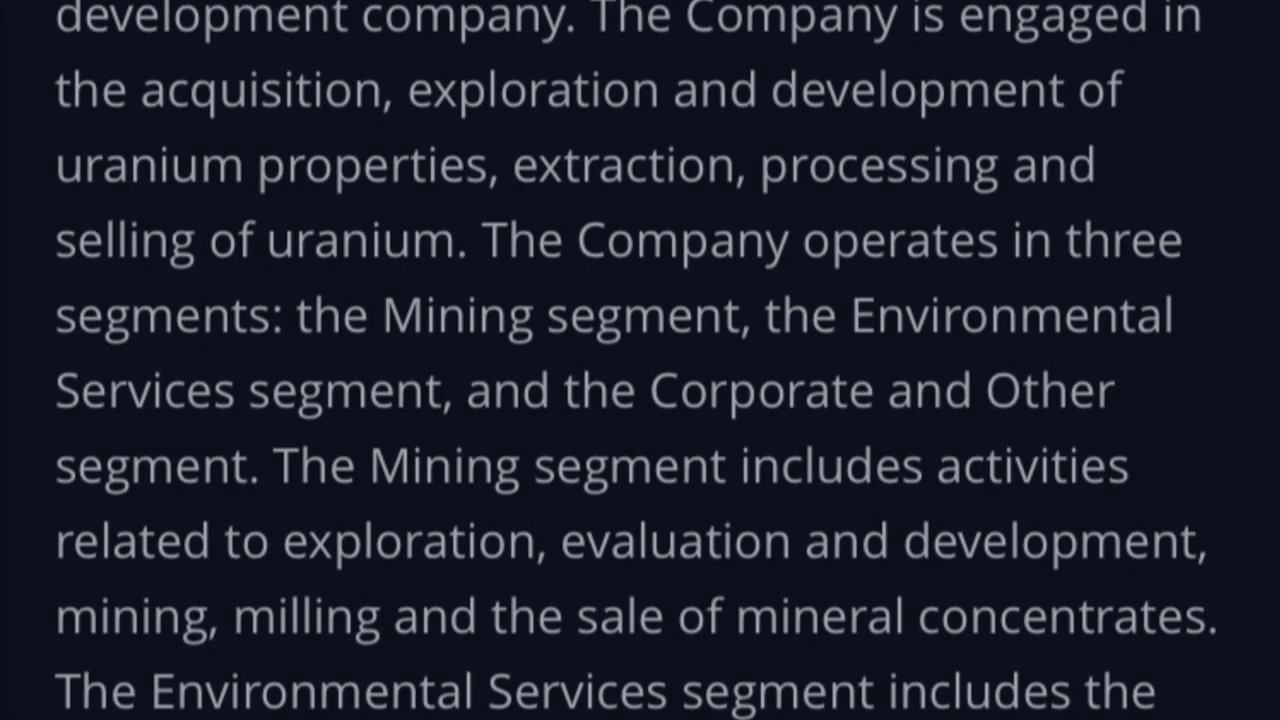 development company. The Company is engaged in
the acquisition, exploration and development of
uranium properties, extraction, processing and
selling of uranium. The Company operates in three
segments: the Mining segment, the Environmental
Services segment, and the Corporate and Other
segment. The Mining segment includes activities
related to exploration, evaluation and development,
mining, milling and the sale of mineral concentrates.
The Environmental Services segment includes the